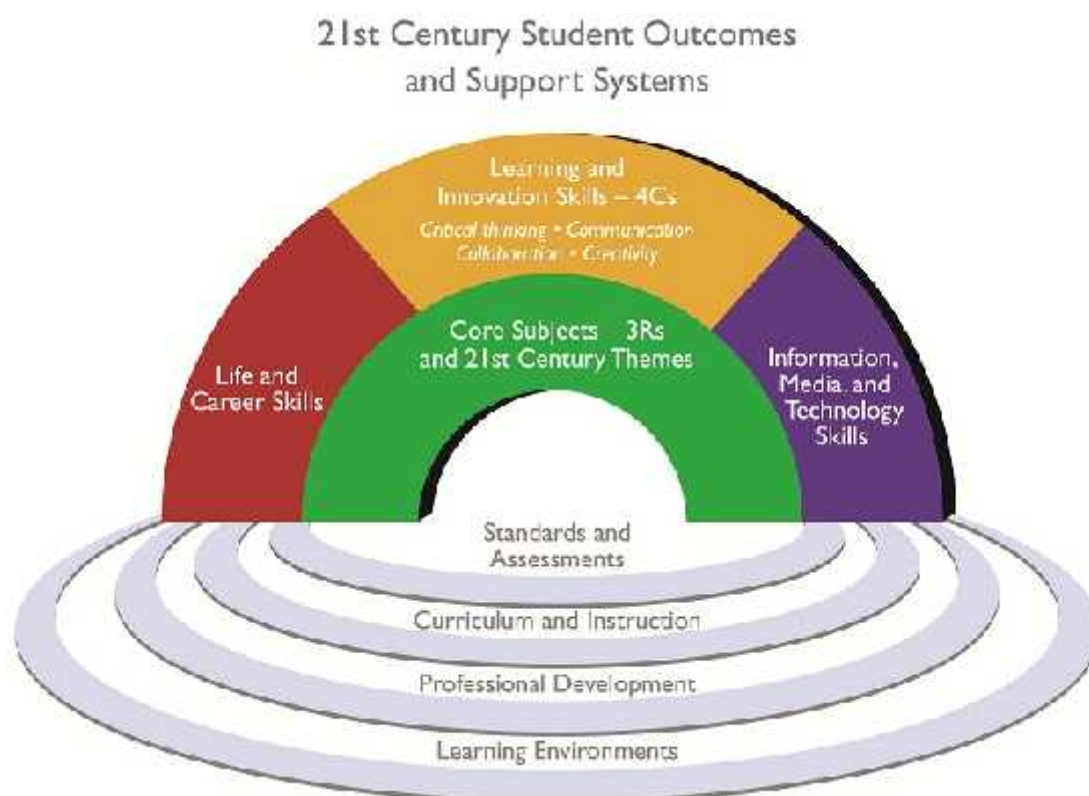 21st Century Student Outcomes
and Support Systems
Learning and
Innovation Skills – 4Cs
Critical thinking • Communication
Collaboration • Creativity
Core Subjects – 3Rs
and 21st Century Themes
Life and
Career Skills
Information,
Media, and
Technology
Skills
Standards and
Assessments
Curriculum and Instruction
Professional Development
Learning Environments